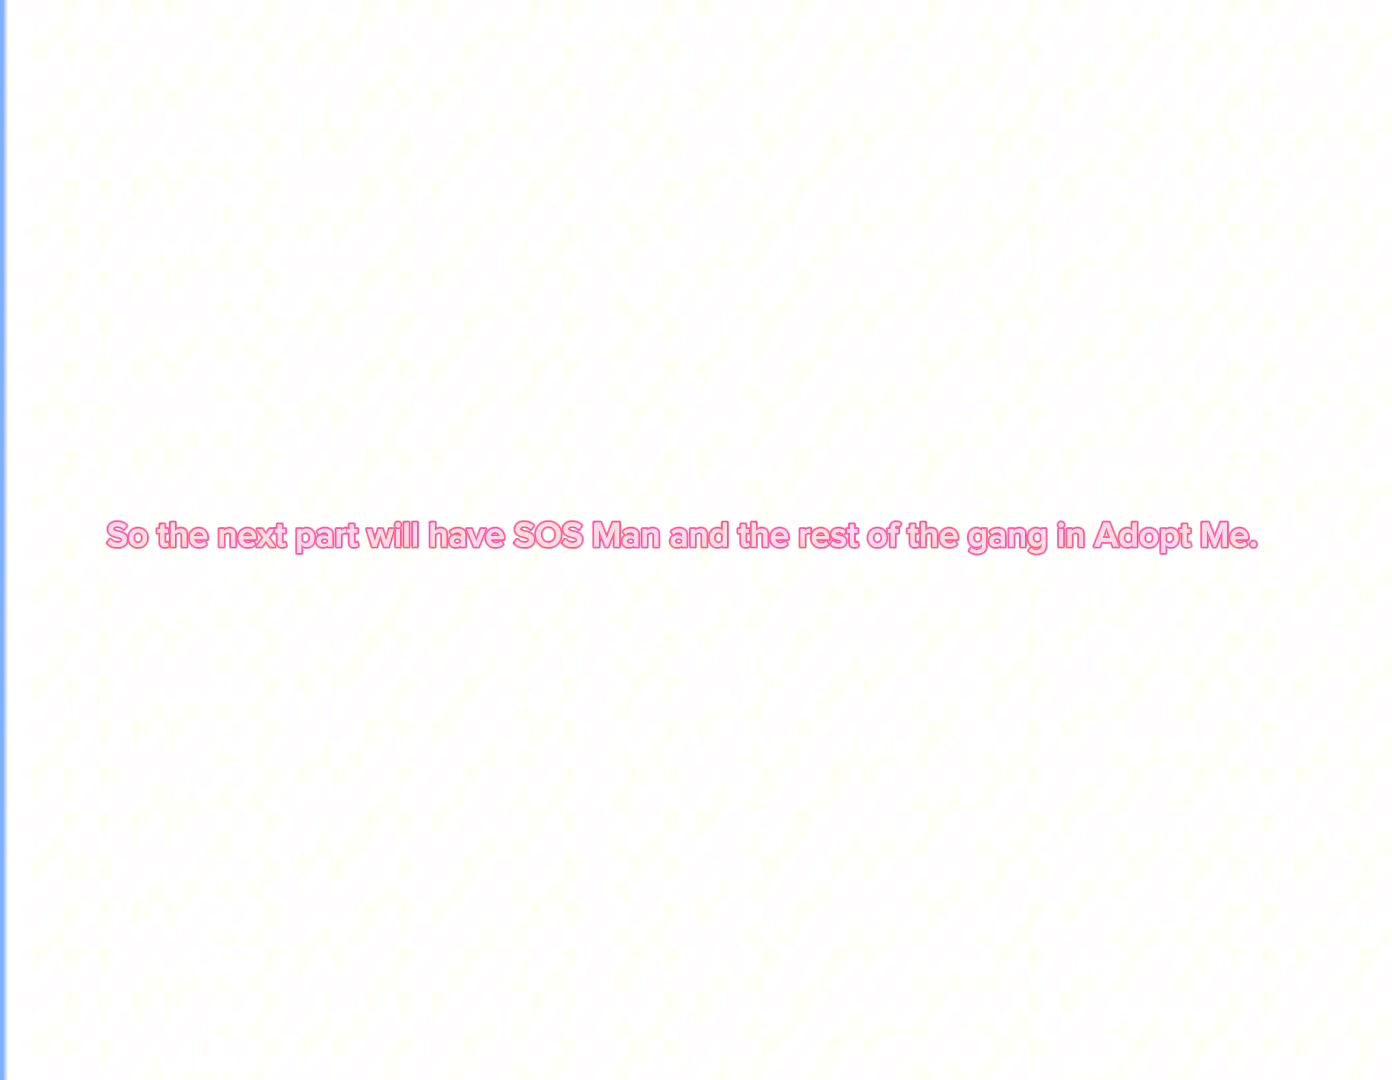 So the next part will have SOS Man and the rest of the gang in Adopt Me.